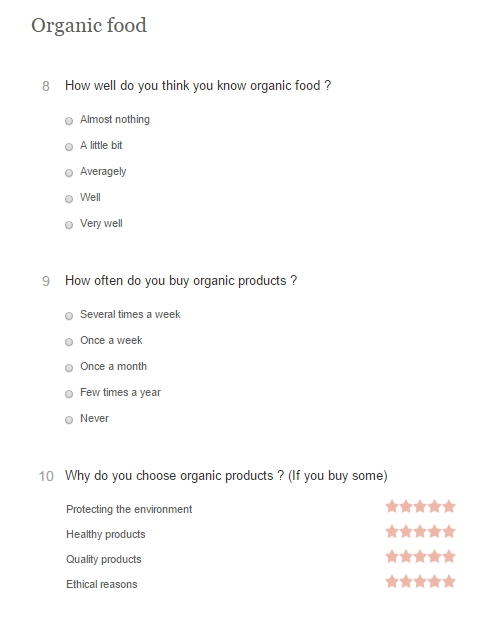 Organic food
8 How well do you think you know organic food ?
Almost nothing
A little bit
Averagely
Well
Very well
9 How often do you buy organic products ?
Several times a week
Once a week
Once a month
Few times a year
Never
10 Why do you choose organic products ? (If you buy some)
Protecting the environment
Healthy products
Quality products
Ethical reasons